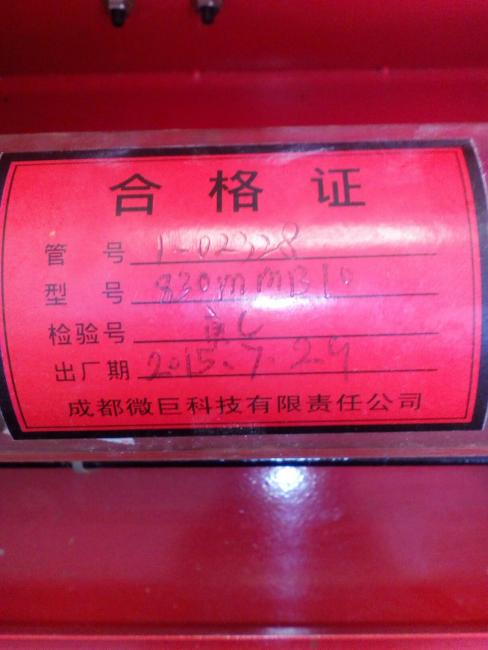 合格证
管 号 1-02328
型 号 830mmB10
检验号
出厂期 2015.7.29
成都微巨科技有限责任公司